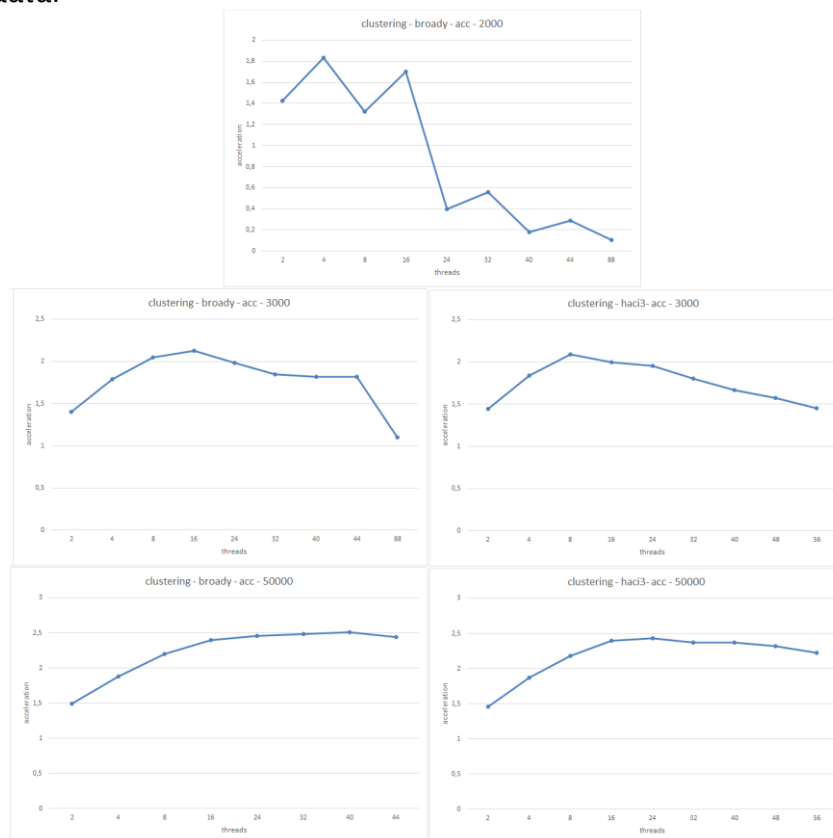 clustering - broady - acc - 2000
2
1,8
1,6
1,4
1,2
1
0,8
0,6
0,4
0,2
0
acceleration
2 4 8 16 24 32 40 44 88
threads
clustering - broady - acc - 3000
2,5
2
1,5
1
0,5
0
acceleration
2 4 8 16 24 32 40 44 88
threads
clustering - haci3- acc - 3000
2,5
2
1,5
1
0,5
0
acceleration
2 4 8 16 24 32 40 48 56
threads
clustering - broady - acc - 50000
3
2,5
2
1,5
1
0,5
0
acceleration
2 4 8 16 24 32 40 44
threads
clustering - haci3- acc - 50000
3
2,5
2
1,5
1
0,5
0
acceleration
2 4 8 16 24 32 40 48 56
threads